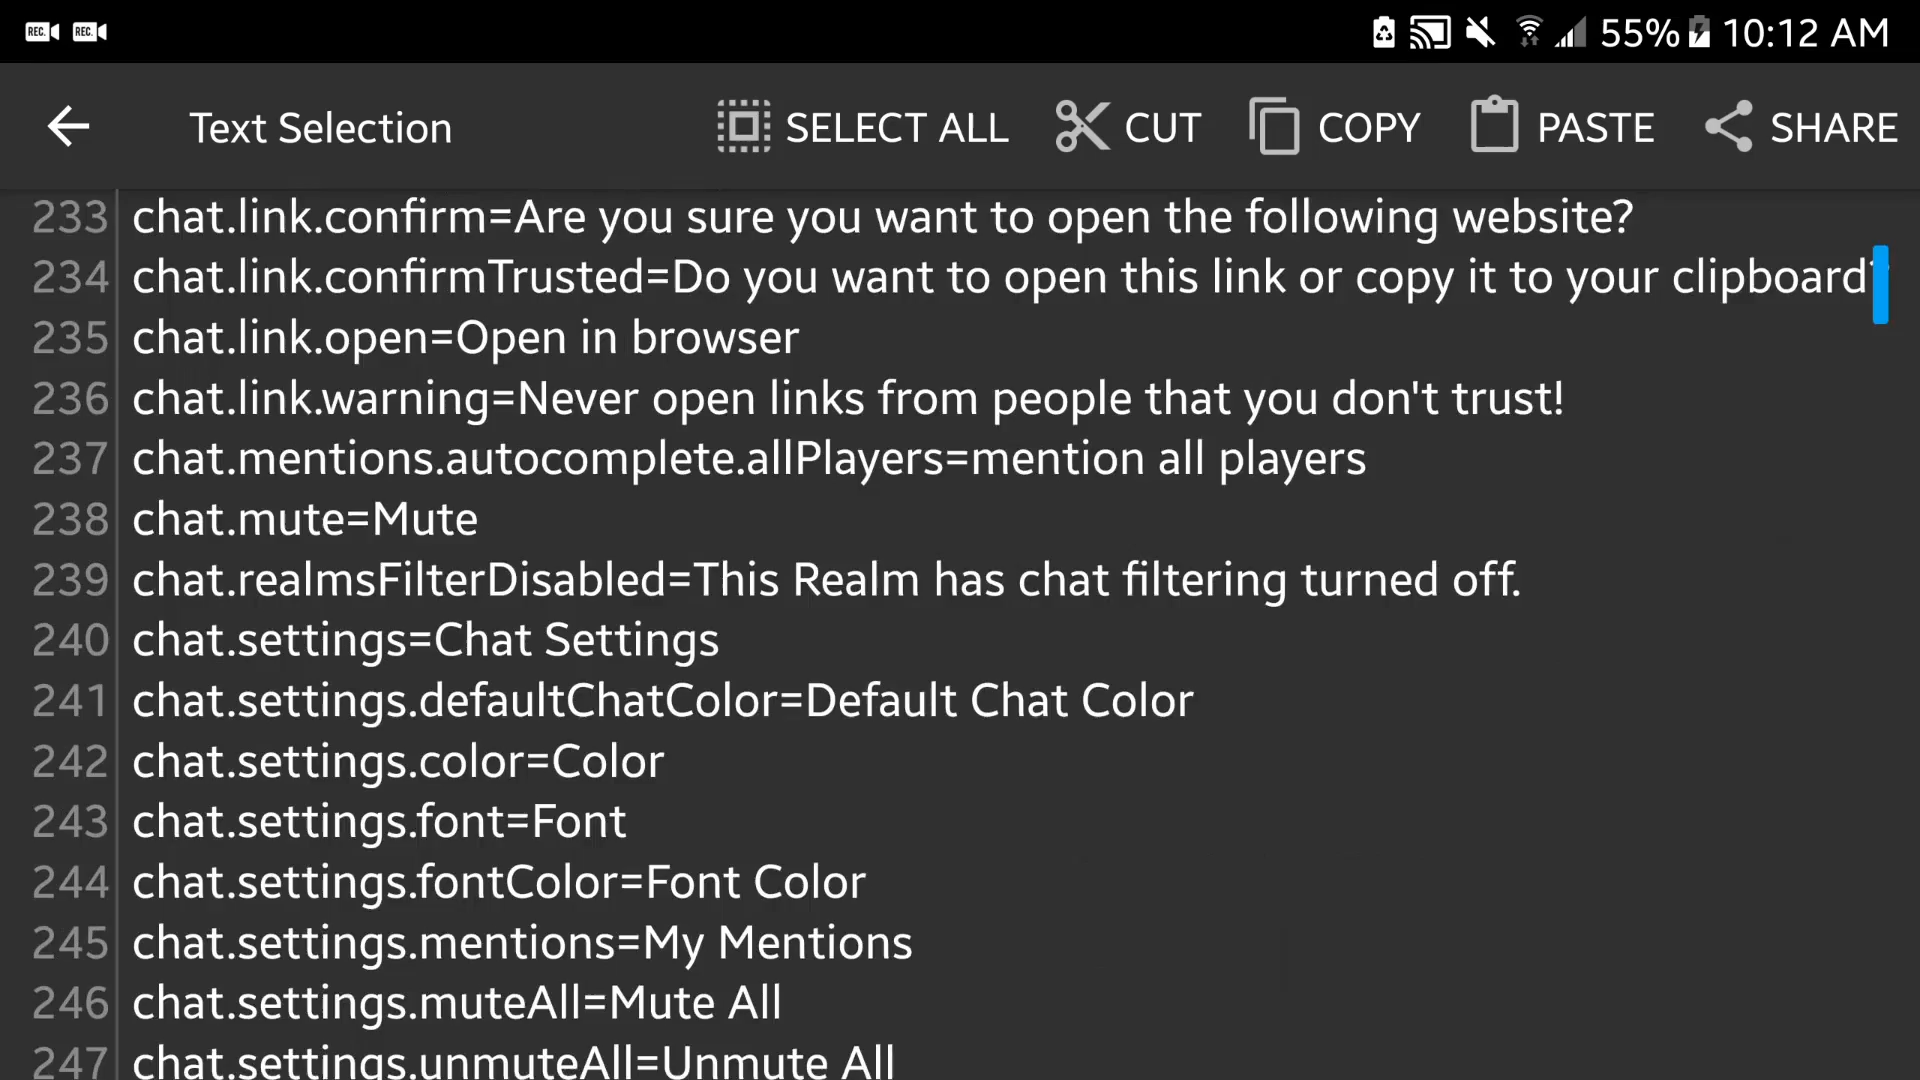 REC. REC. 55% 10:12 AM
Text Selection SELECT ALL CUT COPY PASTE SHARE
233 chat.link.confirm=Are you sure you want to open the following website?
234 chat.link.confirmTrusted=Do you want to open this link or copy it to your clipboard?
235 chat.link.open=Open in browser
236 chat.link.warning=Never open links from people that you don't trust!
237 chat.mentions.autocomplete.allPlayers=mention all players
238 chat.mute=Mute
239 chat.realmsFilterDisabled=This Realm has chat filtering turned off.
240 chat.settings=Chat Settings
241 chat.settings.defaultChatColor=Default Chat Color
242 chat.settings.color=Color
243 chat.settings.font=Font
244 chat.settings.fontColor=Font Color
245 chat.settings.mentions=My Mentions
246 chat.settings.muteAll=Mute All
247 chat.settings.unmuteAll=Unmute All